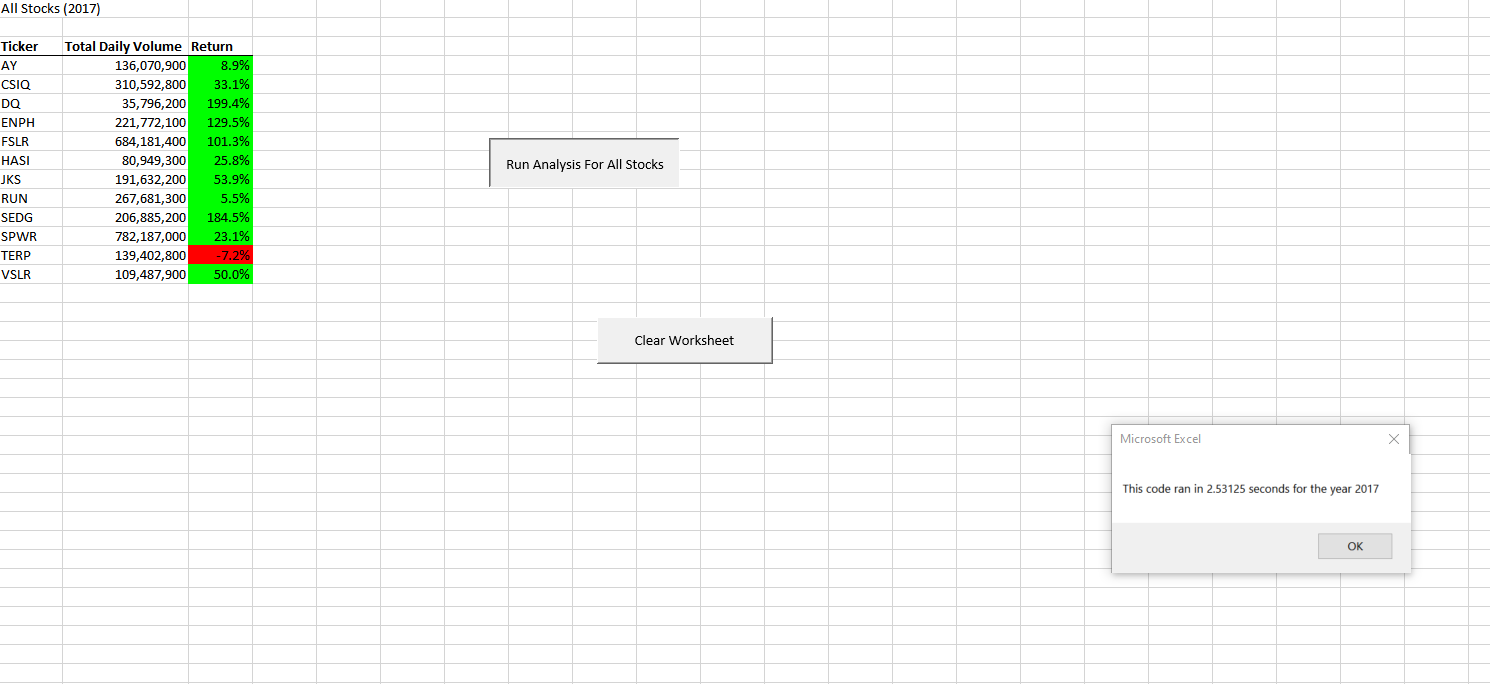 All Stocks (2017)
Ticker Total Daily Volume Return
AY 136,070,900 8.9%
CSIQ 310,592,800 33.1%
DQ 35,796,200 199.4%
ENPH 221,772,100 129.5%
FSLR 684,181,400 101.3%
HASI 80,949,300 25.8%
JKS 191,632,200 53.9%
RUN 267,681,300 5.5%
SEDG 206,885,200 184.5%
SPWR 782,187,000 23.1%
TERP 139,402,800 -7.2%
VSLR 109,487,900 50.0%
Run Analysis For All Stocks
Clear Worksheet
Microsoft Excel
This code ran in 2.53125 seconds for the year 2017
OK